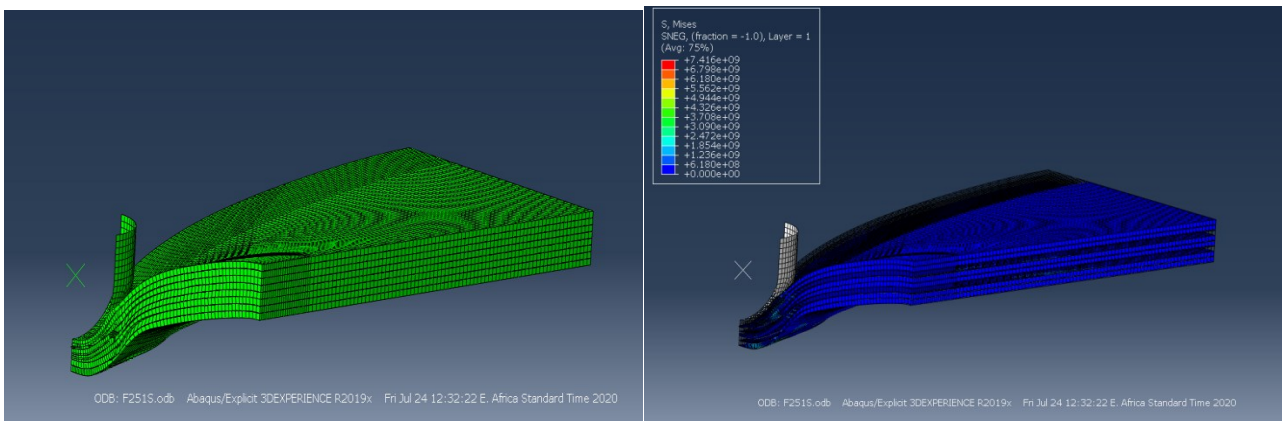 ODB: F251S.odb Abaqus/Explicit 3DEXPERIENCE R2019x Fri Jul 24 12:32:22 E. Africa Standard Time 2020
S, Mises
SNEG, (fraction = -1.0), Layer = 1
(Avg: 75%)
+7.416e+09
+6.798e+09
+6.180e+09
+5.562e+09
+4.944e+09
+4.326e+09
+3.708e+09
+3.090e+09
+2.472e+09
+1.854e+09
+1.236e+09
+6.180e+08
+0.000e+00
ODB: F251S.odb Abaqus/Explicit 3DEXPERIENCE R2019x Fri Jul 24 12:32:22 E. Africa Standard Time 2020